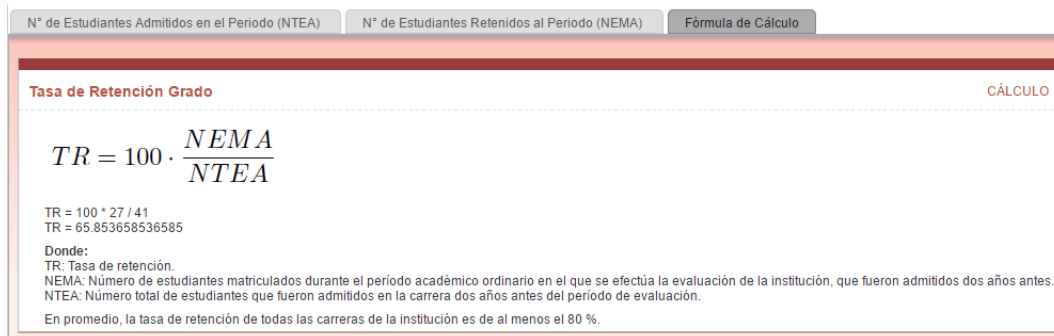 N° de Estudiantes Admitidos en el Periodo (NTEA) N° de Estudiantes Retenidos al Periodo (NEMA) Fórmula de Cálculo
Tasa de Retención Grado CÁLCULO
TR = 100 · NEMA / NTEA
TR = 100 * 27 / 41
TR = 65.853658536585
Donde:
TR: Tasa de retención.
NEMA: Número de estudiantes matriculados durante el período académico ordinario en el que se efectúa la evaluación de la institución, que fueron admitidos dos años antes.
NTEA: Número total de estudiantes que fueron admitidos en la carrera dos años antes del período de evaluación.
En promedio, la tasa de retención de todas las carreras de la institución es de al menos el 80 %.